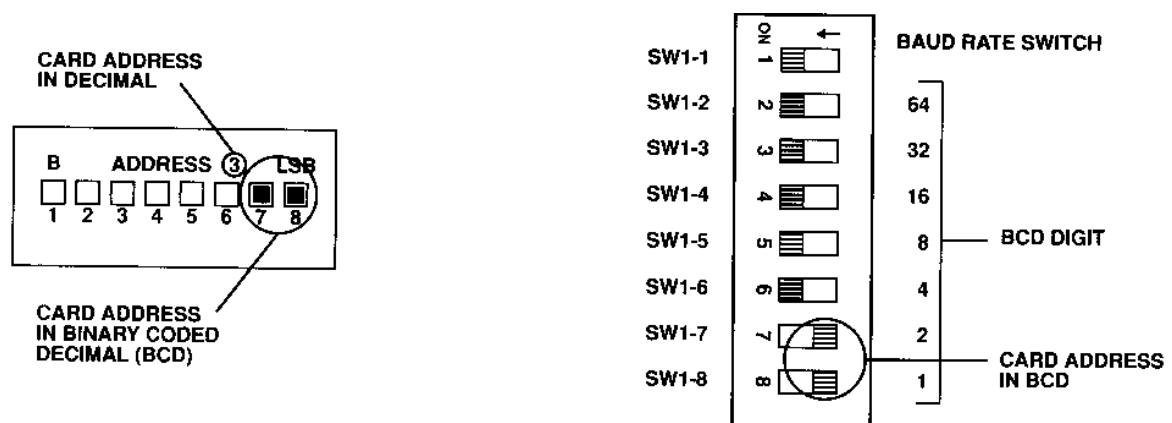 CARD ADDRESS
IN DECIMAL
B ADDRESS 3 LSB
1 2 3 4 5 6 7 8
CARD ADDRESS
IN BINARY CODED
DECIMAL (BCD)
ON
BAUD RATE SWITCH
SW1-1 1
SW1-2 2 64
SW1-3 3 32
SW1-4 4 16
SW1-5 5 8 BCD DIGIT
SW1-6 6 4
SW1-7 7 2
CARD ADDRESS
IN BCD
SW1-8 8 1